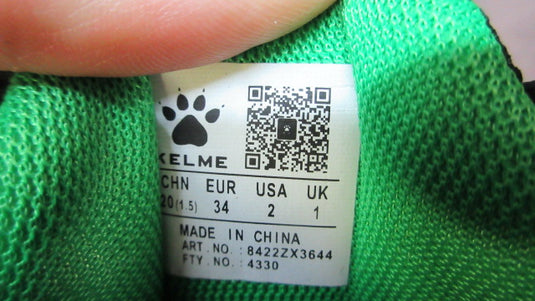 KELME
CHN EUR USA UK
20(1.5) 34 2 1
MADE IN CHINA
ART.NO.:8422ZX3644
FTY.NO.:4330